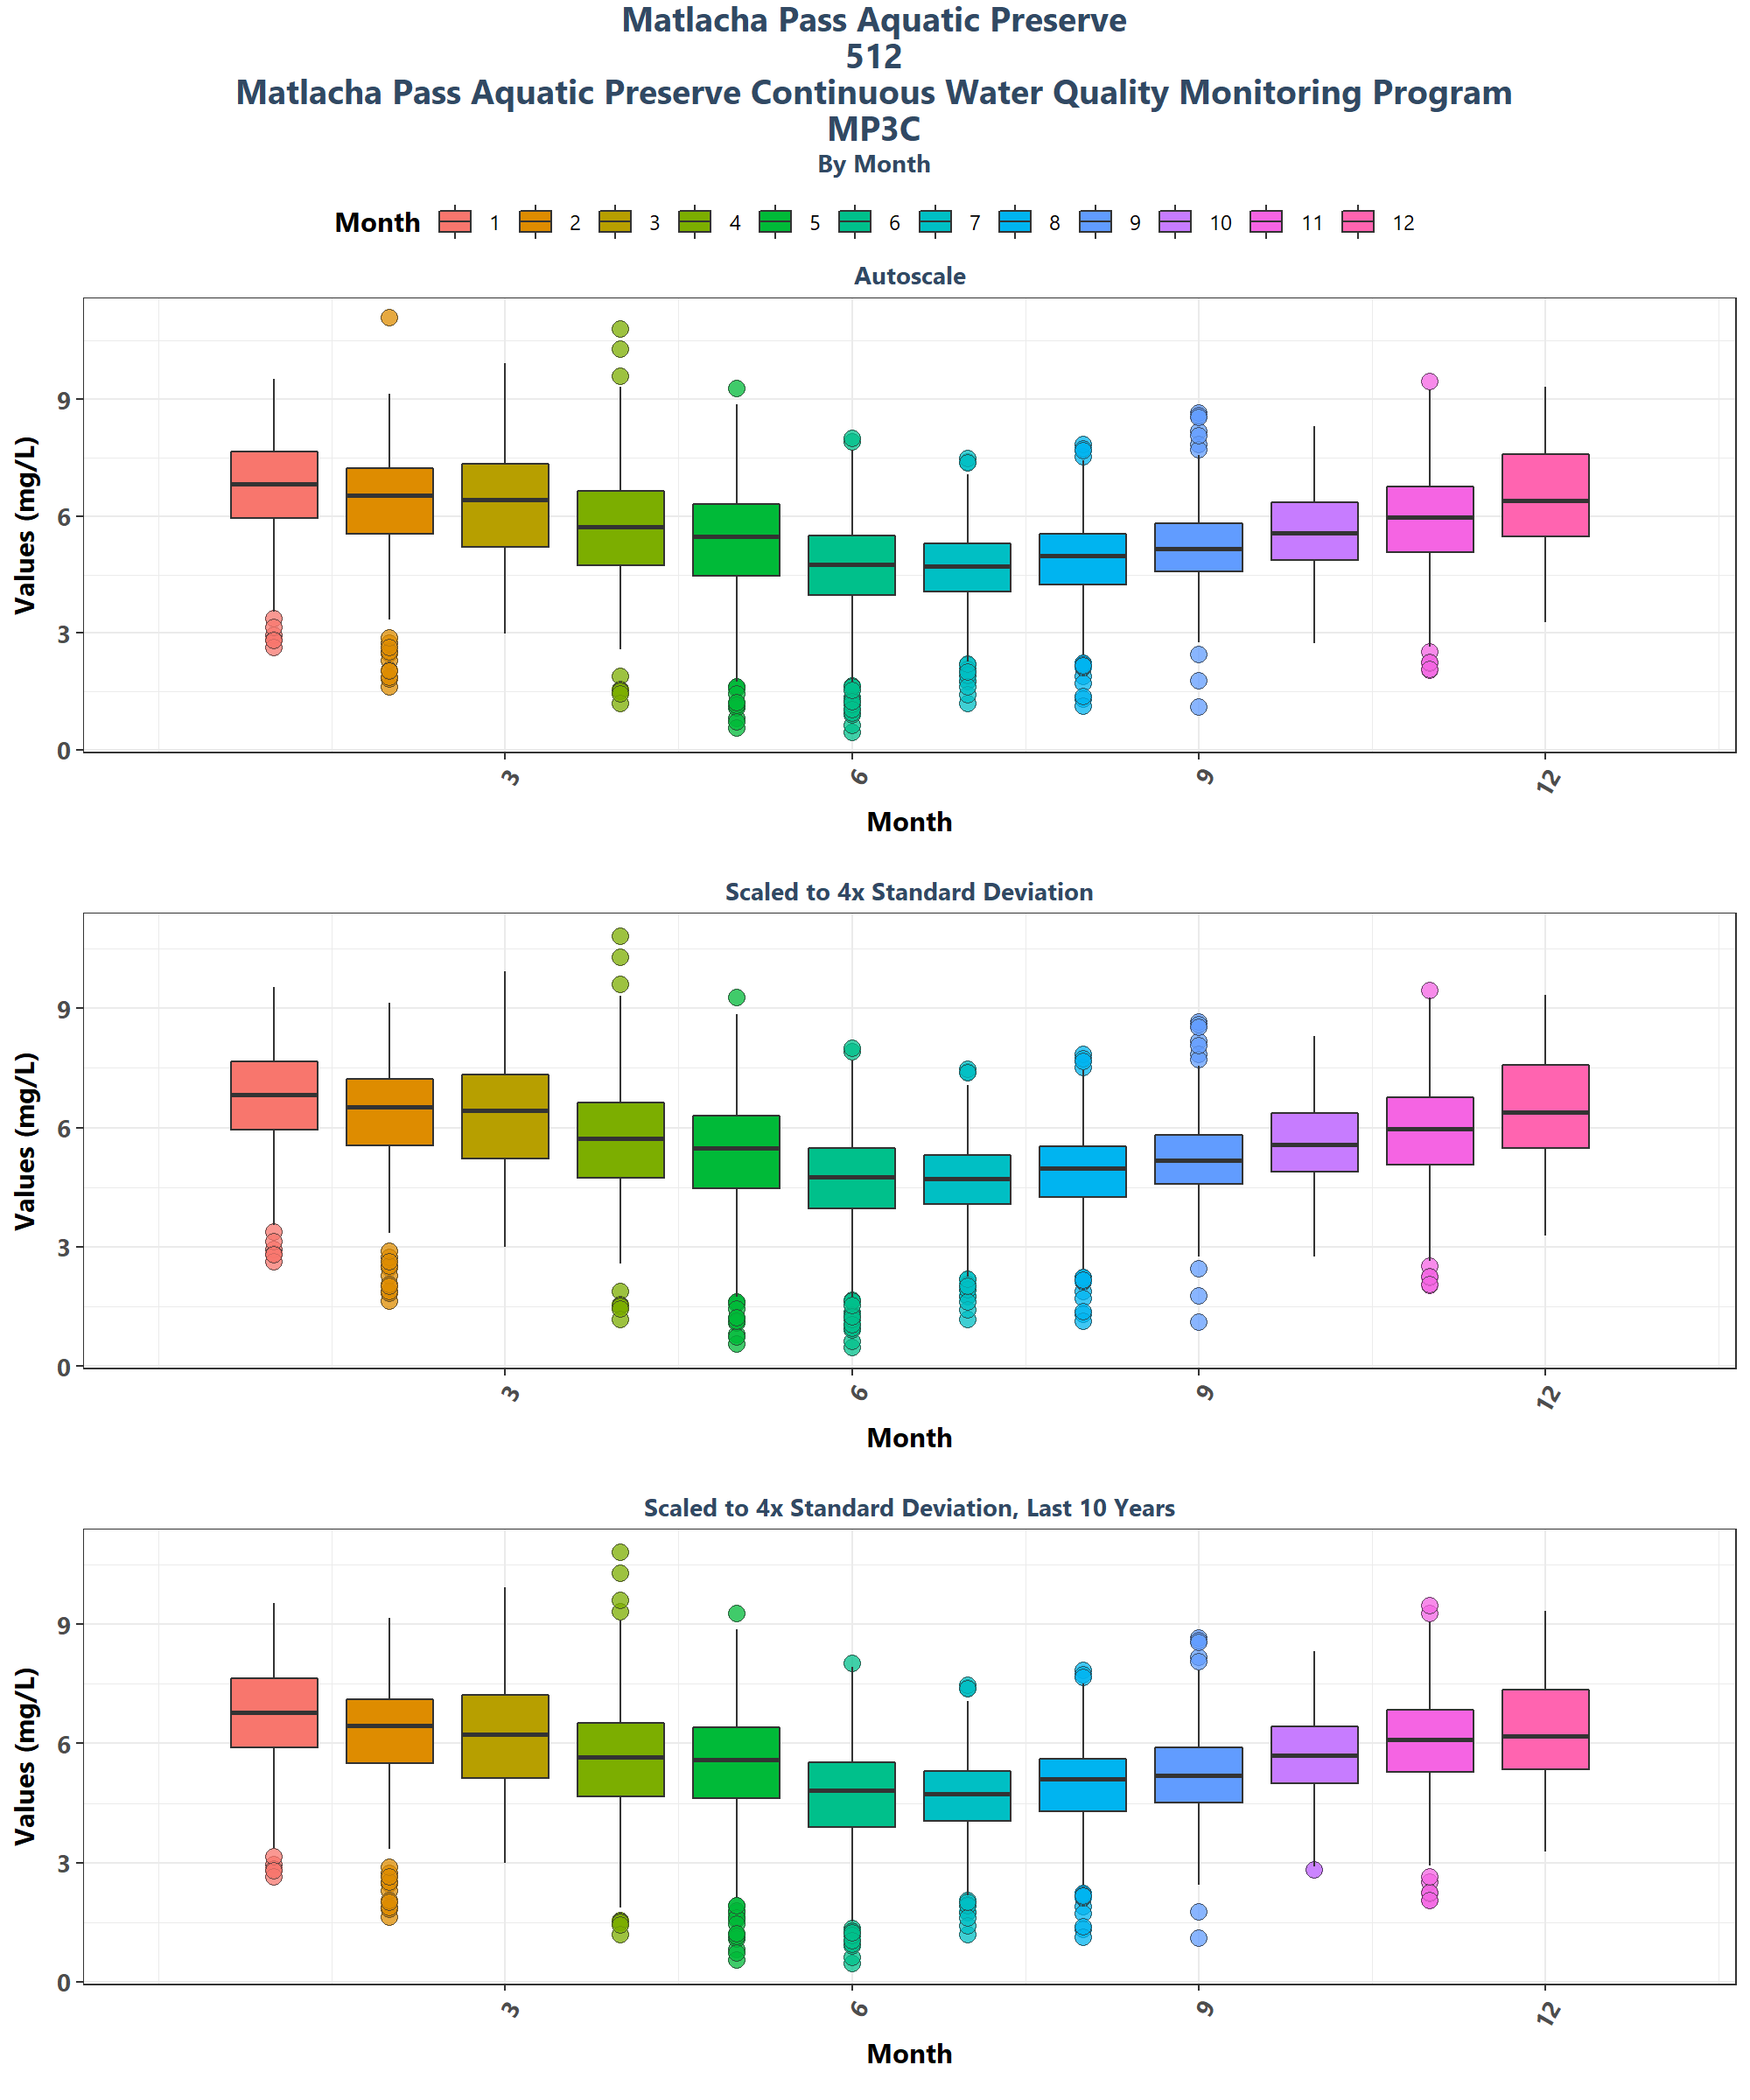 Matlacha Pass Aquatic Preserve
512
Matlacha Pass Aquatic Preserve Continuous Water Quality Monitoring Program
MP3C
By Month
Month 1 2 3 4 5 6 7 8 9 10 11 12
Autoscale
Values (mg/L)
9
6
3
0
3 6 9 12
Month
Scaled to 4x Standard Deviation
Values (mg/L)
9
6
3
0
3 6 9 12
Month
Scaled to 4x Standard Deviation, Last 10 Years
Values (mg/L)
9
6
3
0
3 6 9 12
Month